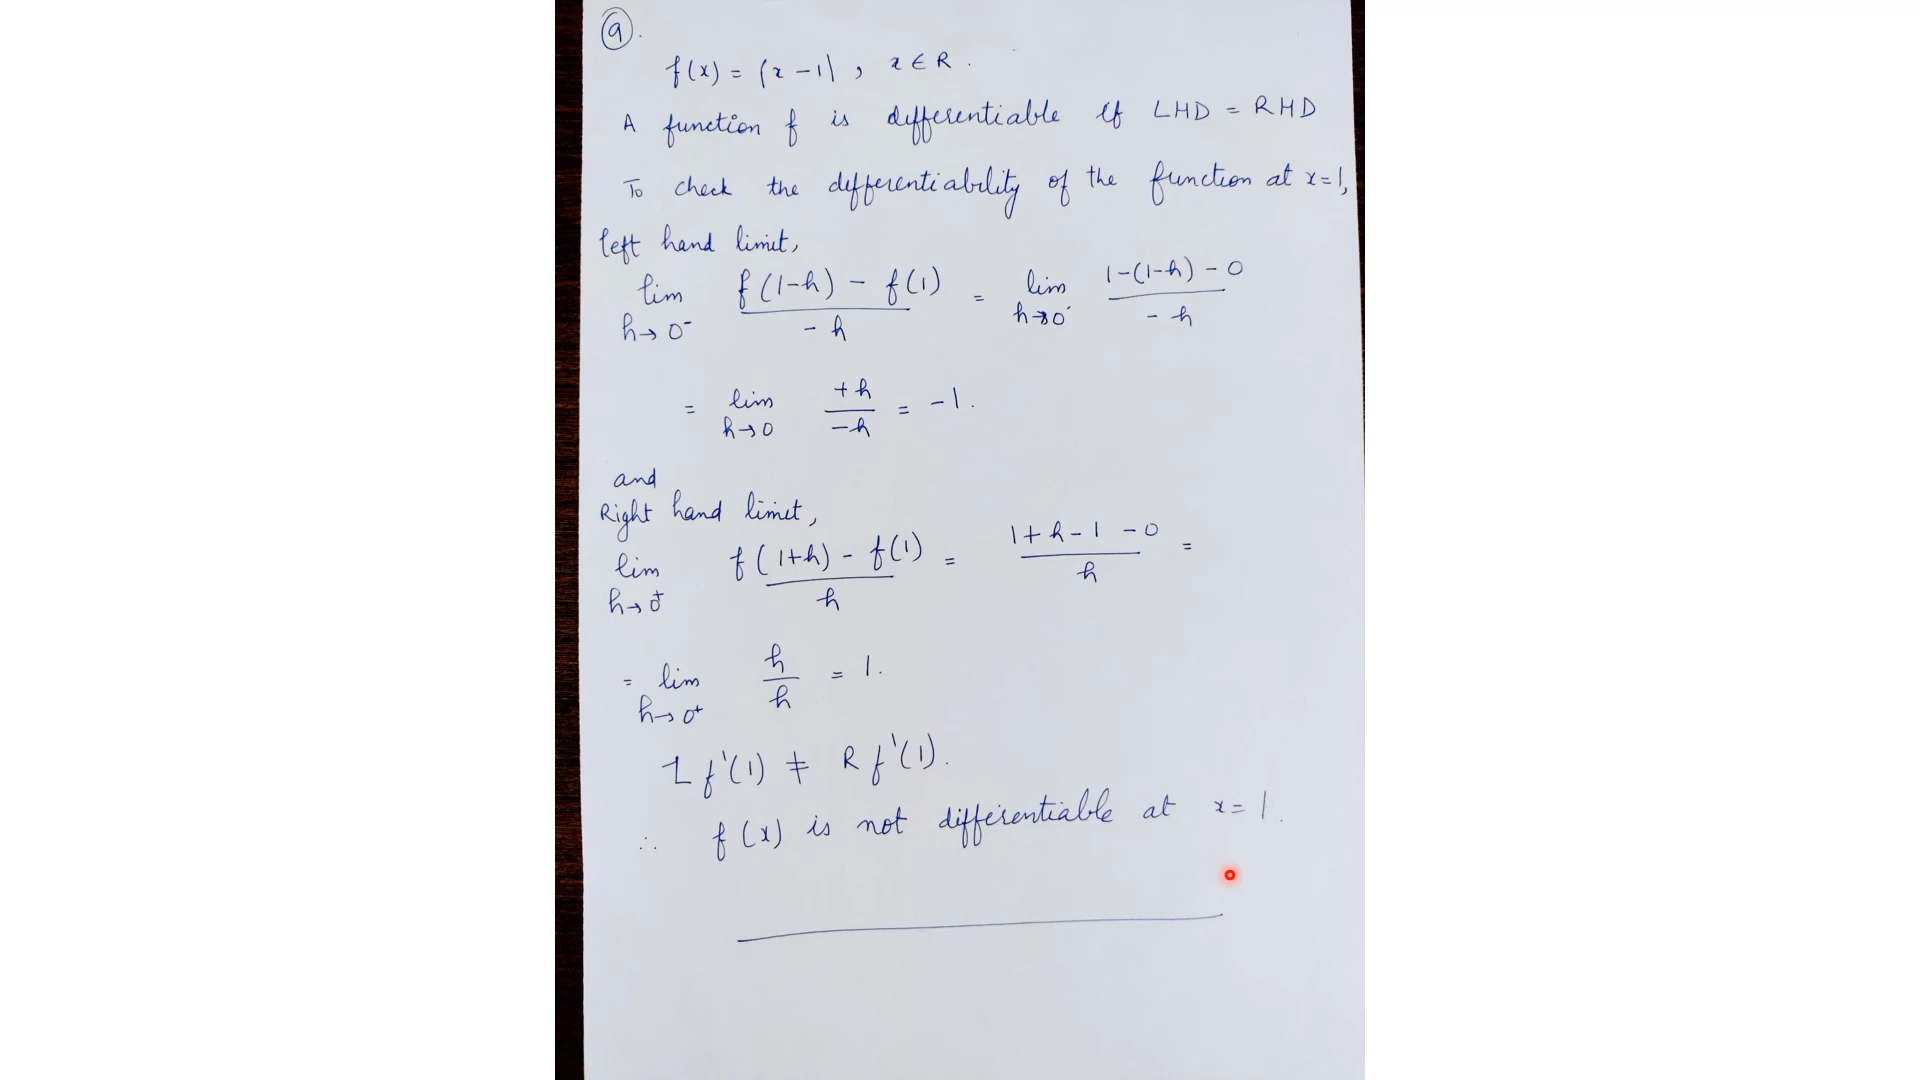 9.
f(x) = |x-1| , x ∈ R.
A function f is differentiable if LHD = RHD
To check the differentiability of the function at x=1,
left hand limit,
lim h→0⁻ (f(1-h) - f(1))/(-h) = lim h→0⁻ (1-(1-h) - 0)/(-h)
= lim h→0 (+h)/(-h) = -1.
and
Right hand limit,
lim h→0⁺ (f(1+h) - f(1))/h = (1+h-1 -0)/h =
= lim h→0⁺ h/h = 1.
L f'(1) ≠ R f'(1).
∴ f(x) is not differentiable at x=1.